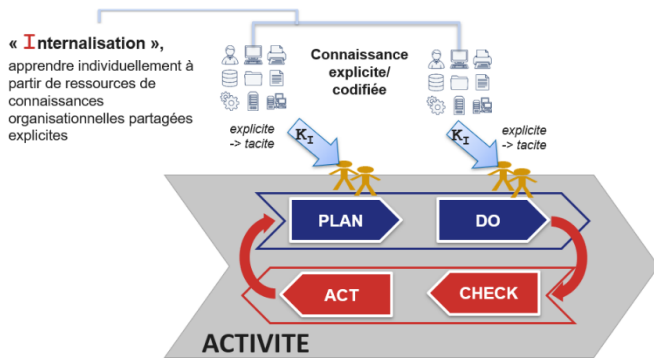 « Internalisation »,
apprendre individuellement à
partir de ressources de
connaissances
organisationnelles partagées
explicites
Connaissance
explicite/
codifiée
explicite
-> tacite
KI
KI
explicite
-> tacite
PLAN
DO
ACT
CHECK
ACTIVITE